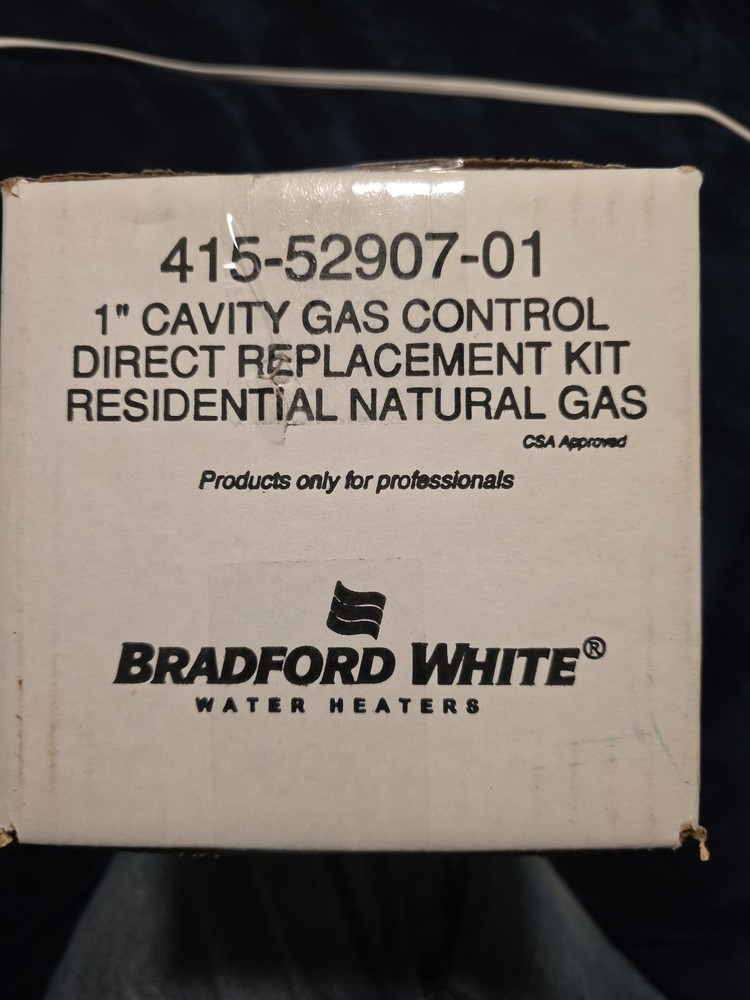 415-52907-01
1" CAVITY GAS CONTROL
DIRECT REPLACEMENT KIT
RESIDENTIAL NATURAL GAS
CSA Approved
Products only for professionals
BRADFORD WHITE®
WATER HEATERS